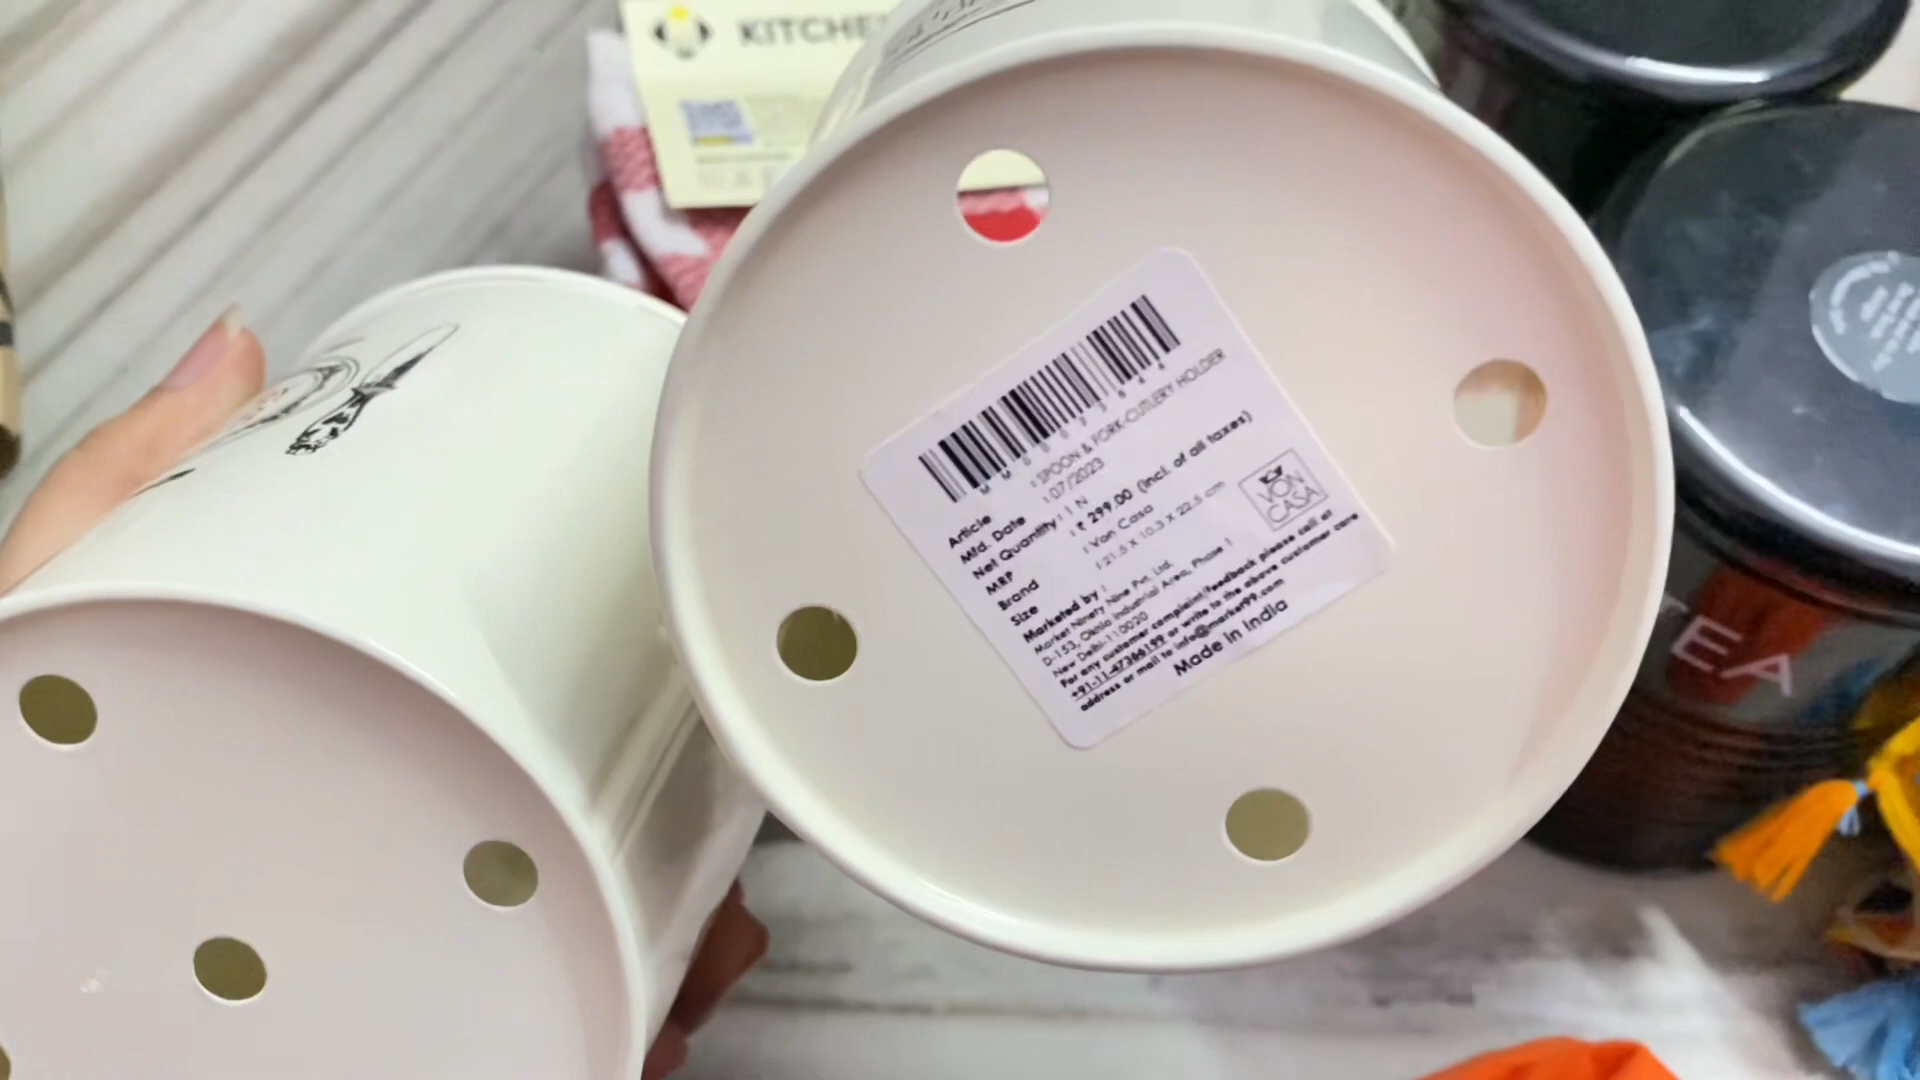 KITCHE
SPOON & FORK-CUTLERY HOLDER
Article
Mfd. Date : 07/2023
Net Quantity : 1 N
MRP : ₹ 299.00 (incl. of all taxes)
Brand : Von Casa
Size : 21.5 X 10.3 X 22.5 cm
VON
CASA
Marketed by :
Market Ninety Nine Pvt. Ltd.
D-153, Okhla Industrial Area, Phase 1
New Delhi-110020
For any customer complaint/feedback please call at
+91-11-47366199 or write to the above customer care
address or mail to info@market99.com
Made in India
EA